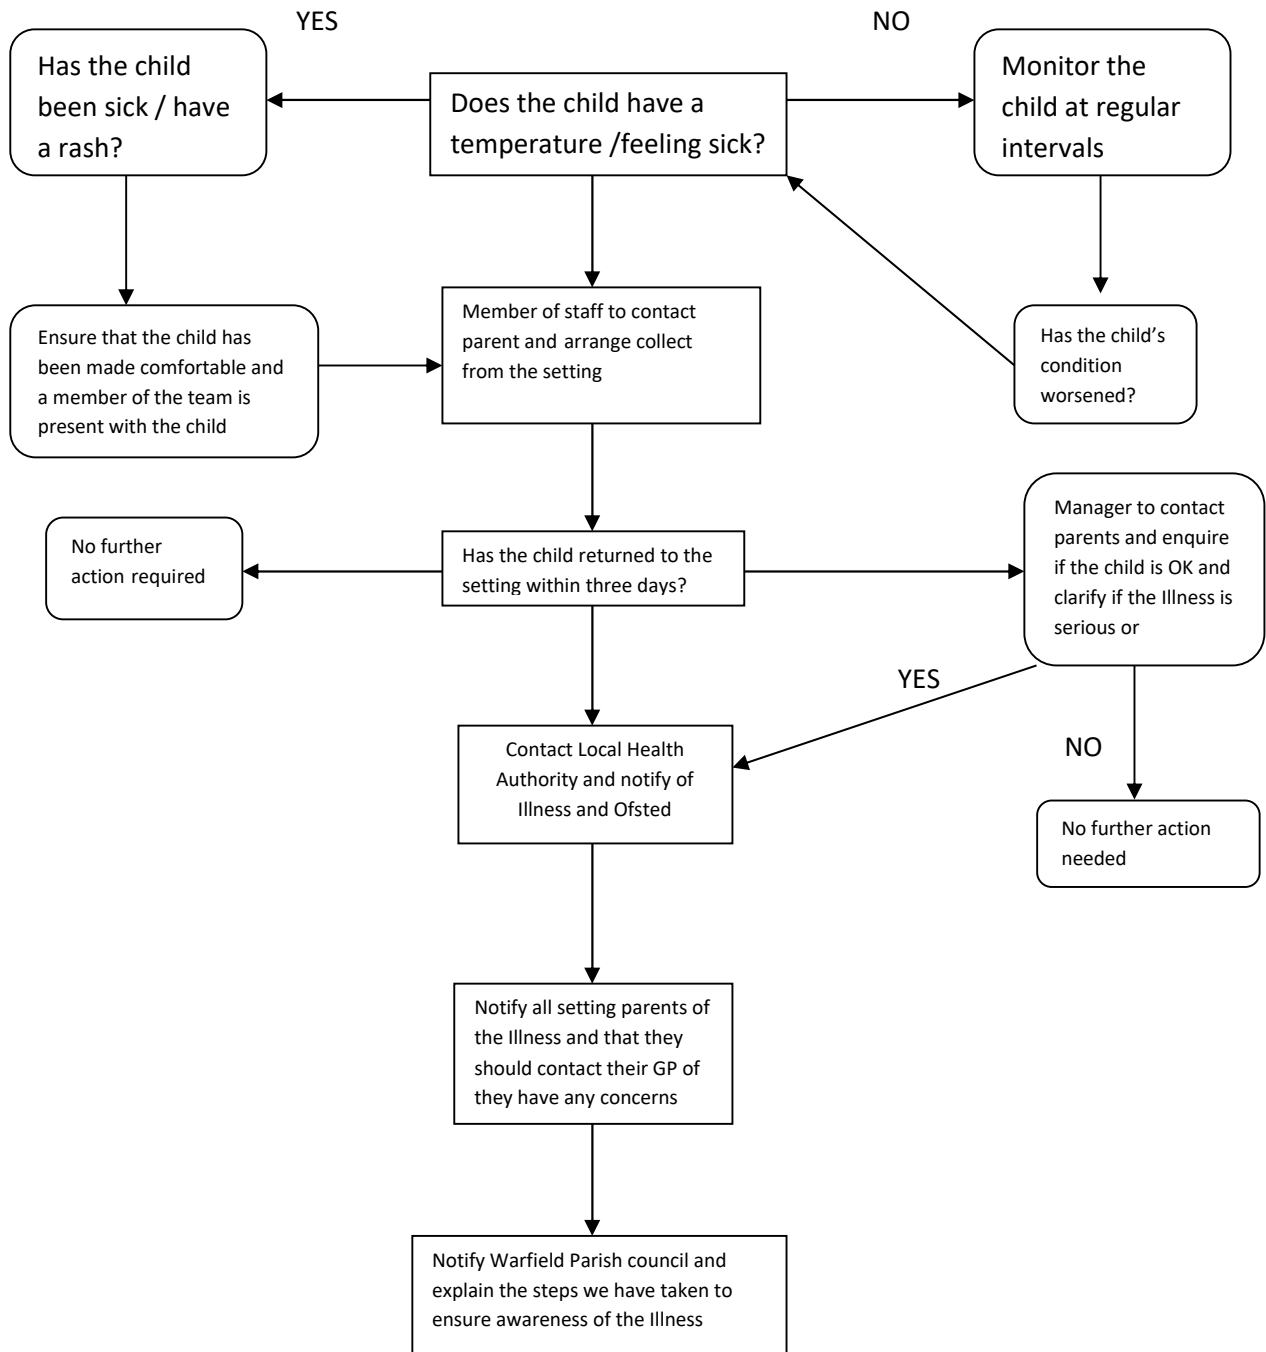 YES
NO
Has the child
been sick / have
a rash?
Does the child have a
temperature /feeling sick?
Monitor the
child at regular
intervals
Ensure that the child has
been made comfortable and
a member of the team is
present with the child
Member of staff to contact
parent and arrange collect
from the setting
Has the child's
condition
worsened?
No further
action required
Has the child returned to the
setting within three days?
Manager to contact
parents and enquire
if the child is OK and
clarify if the Illness is
serious or
YES
NO
Contact Local Health
Authority and notify of
Illness and Ofsted
No further action
needed
Notify all setting parents of
the Illness and that they
should contact their GP of
they have any concerns
Notify Warfield Parish council and
explain the steps we have taken to
ensure awareness of the Illness